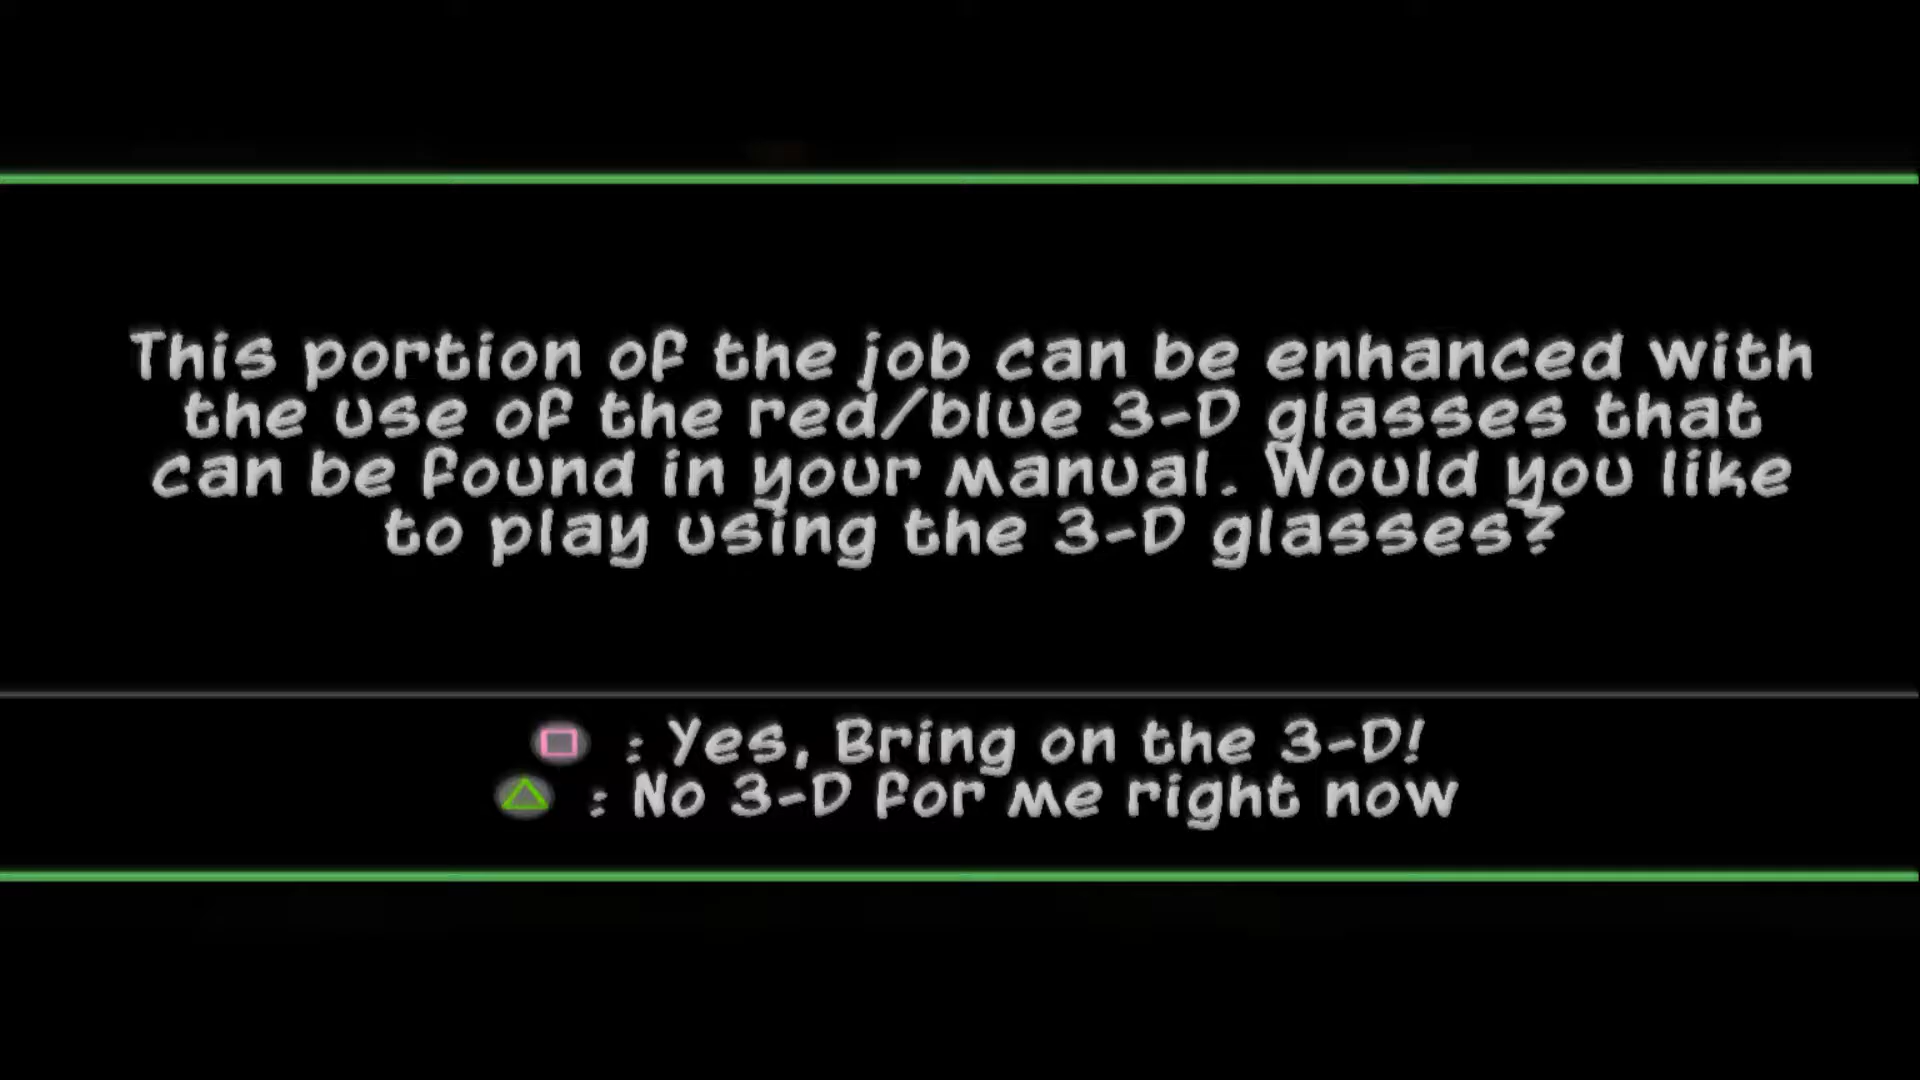 This portion of the job can be enhanced with
the use of the red/blue 3-D glasses that
can be found in your manual. Would you like
to play using the 3-D glasses?
: Yes, Bring on the 3-D!
: No 3-D for me right now